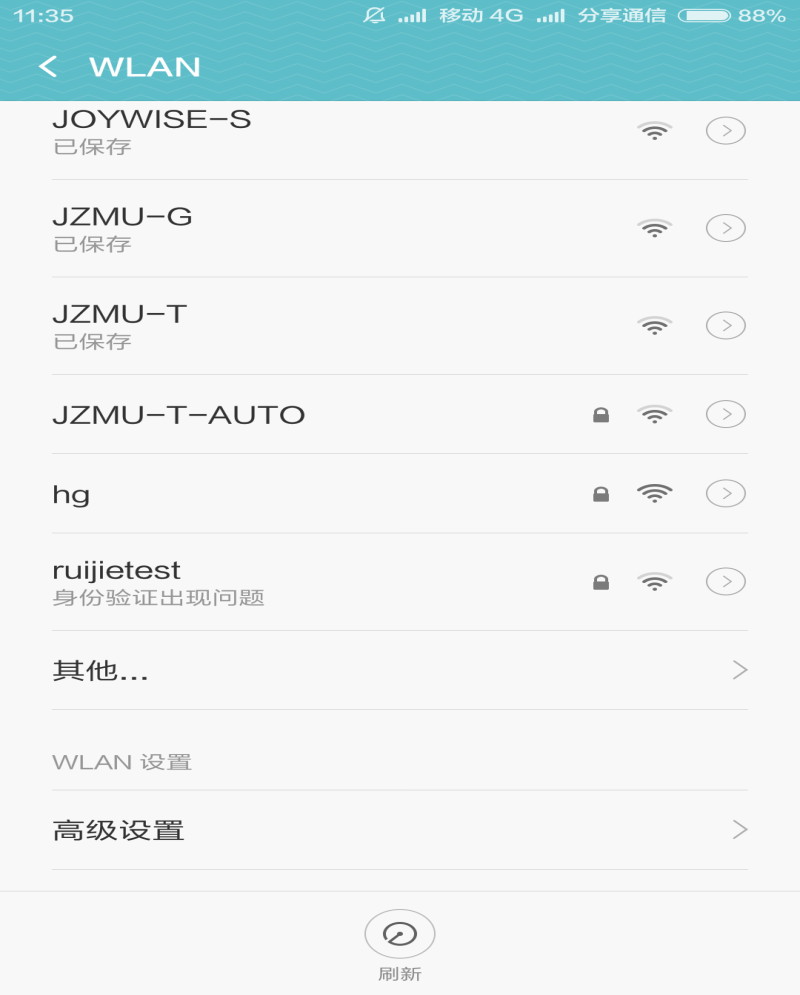 11:35 移动 4G 分享通信 88%
WLAN
JOYWISE-S
已保存
JZMU-G
已保存
JZMU-T
已保存
JZMU-T-AUTO
hg
ruijietest
身份验证出现问题
其他...
WLAN 设置
高级设置
刷新